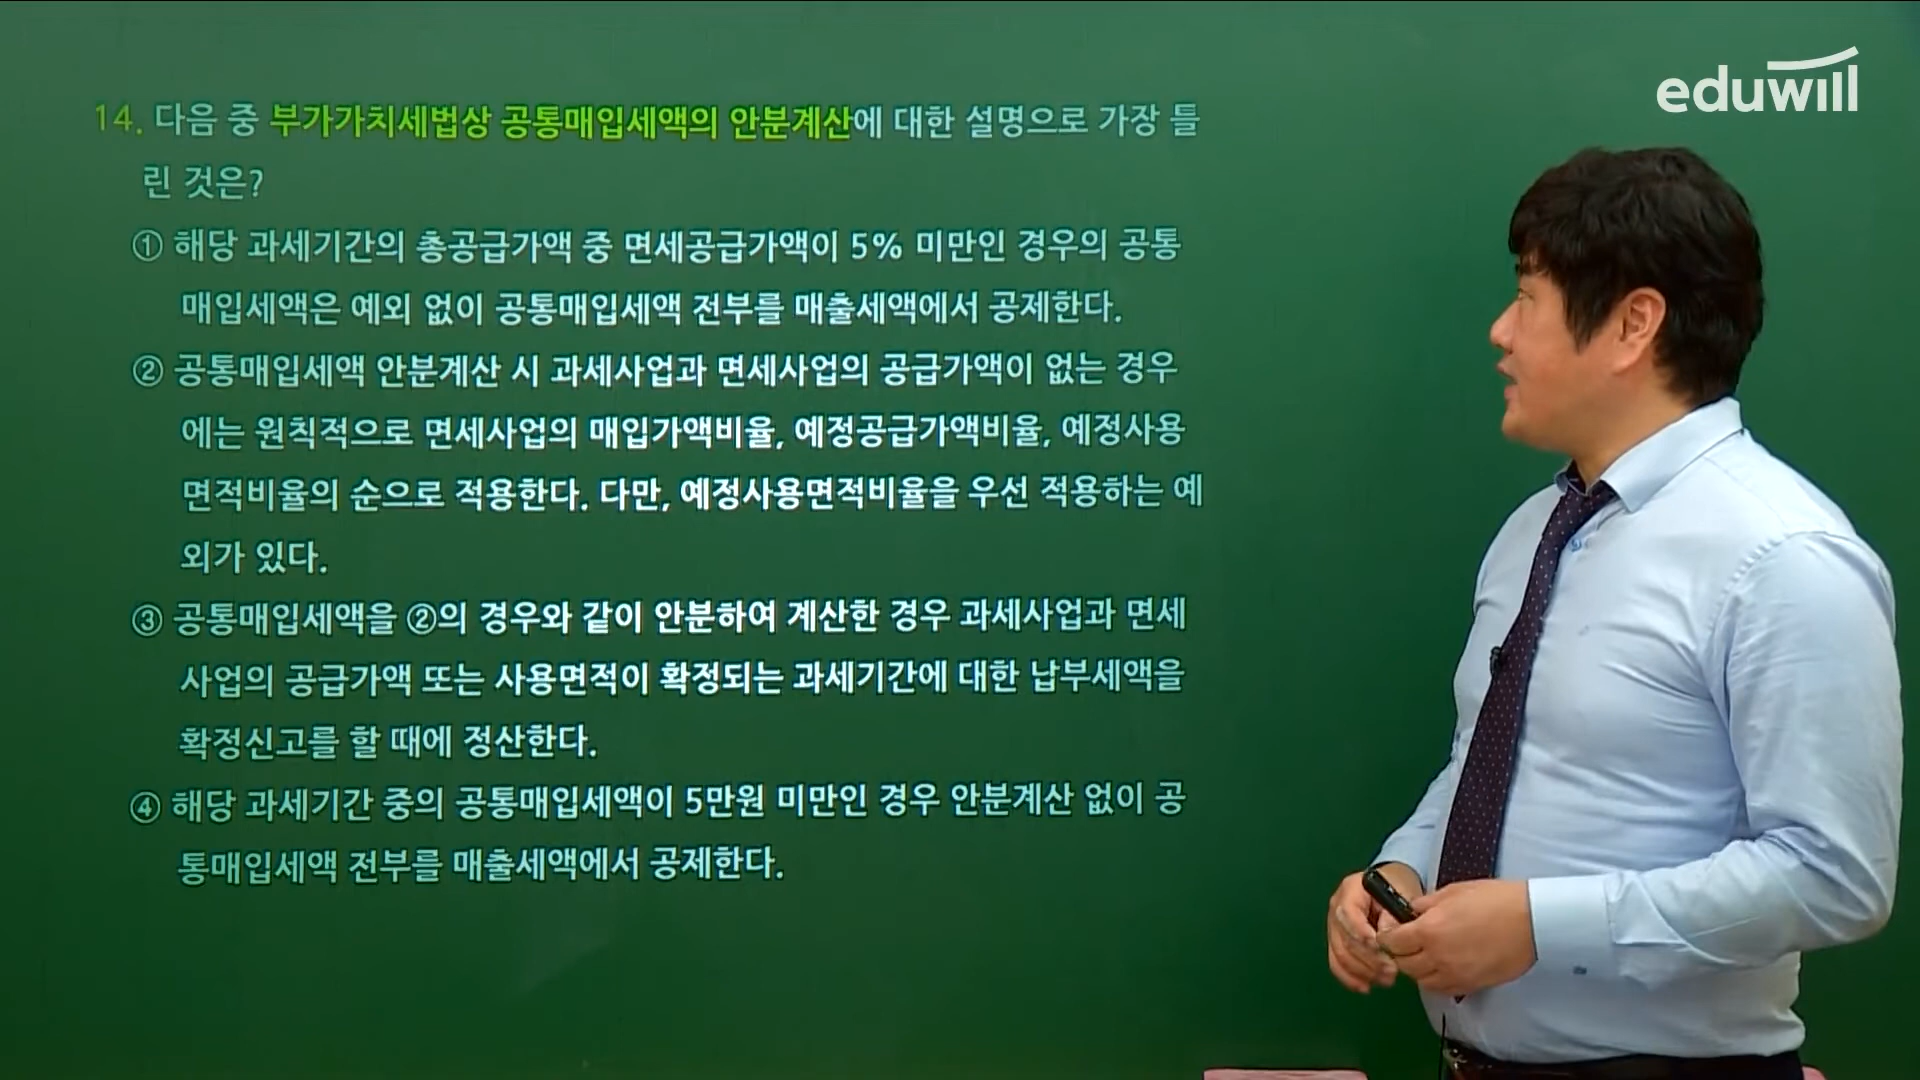 eduwill
14. 다음 중 부가가치세법상 공통매입세액의 안분계산에 대한 설명으로 가장 틀
린 것은?
① 해당 과세기간의 총공급가액 중 면세공급가액이 5% 미만인 경우의 공통
매입세액은 예외 없이 공통매입세액 전부를 매출세액에서 공제한다.
② 공통매입세액 안분계산 시 과세사업과 면세사업의 공급가액이 없는 경우
에는 원칙적으로 면세사업의 매입가액비율, 예정공급가액비율, 예정사용
면적비율의 순으로 적용한다. 다만, 예정사용면적비율을 우선 적용하는 예
외가 있다.
③ 공통매입세액을 ②의 경우와 같이 안분하여 계산한 경우 과세사업과 면세
사업의 공급가액 또는 사용면적이 확정되는 과세기간에 대한 납부세액을
확정신고를 할 때에 정산한다.
④ 해당 과세기간 중의 공통매입세액이 5만원 미만인 경우 안분계산 없이 공
통매입세액 전부를 매출세액에서 공제한다.